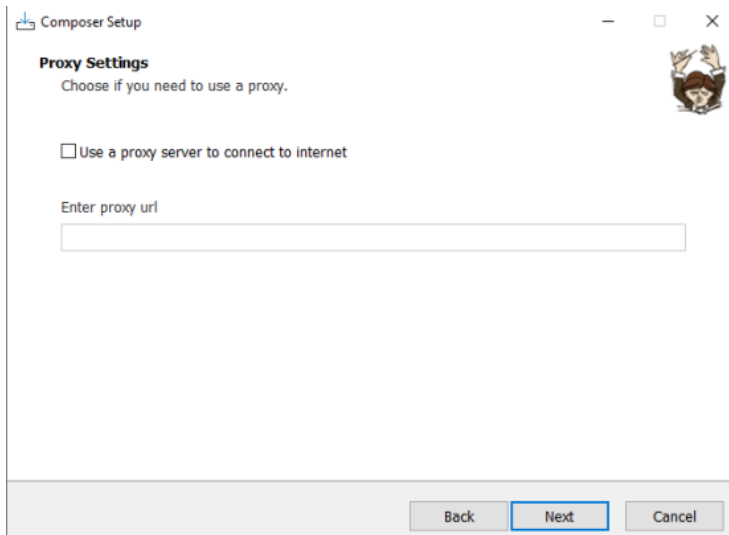 Composer Setup
Proxy Settings
Choose if you need to use a proxy.
Use a proxy server to connect to internet
Enter proxy url
Back Next Cancel